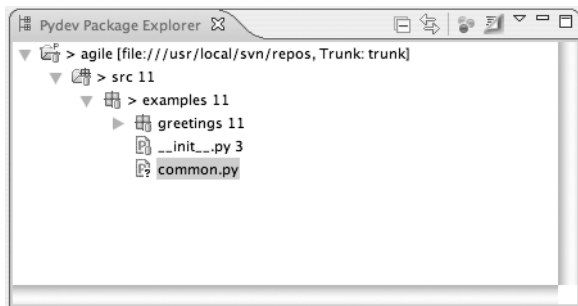 Pydev Package Explorer
> agile [file:///usr/local/svn/repos, Trunk: trunk]
> src 11
> examples 11
greetings 11
__init__.py 3
common.py